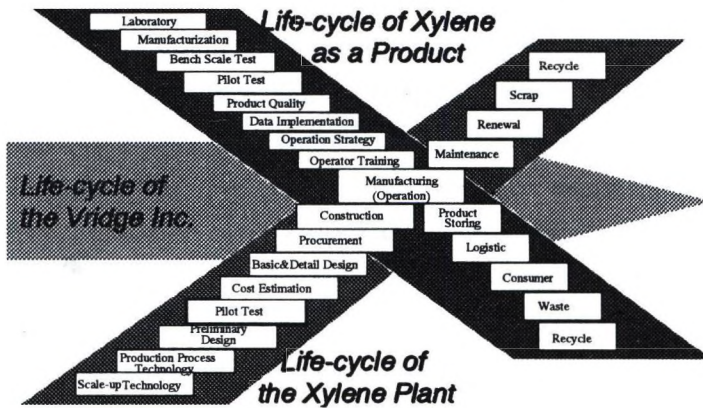 Life-cycle of Xylene
as a Product
Laboratory
Manufacturization
Bench Scale Test
Pilot Test
Product Quality
Data Implementation
Operation Strategy
Operator Training
Manufacturing
(Operation)
Product
Storing
Logistic
Consumer
Waste
Recycle
Recycle
Scrap
Renewal
Maintenance
Construction
Procurement
Basic&Detail Design
Cost Estimation
Pilot Test
Preliminary
Design
Production Process
Technology
Scale-up Technology
Life-cycle of
the Vridge Inc.
Life-cycle of
the Xylene Plant